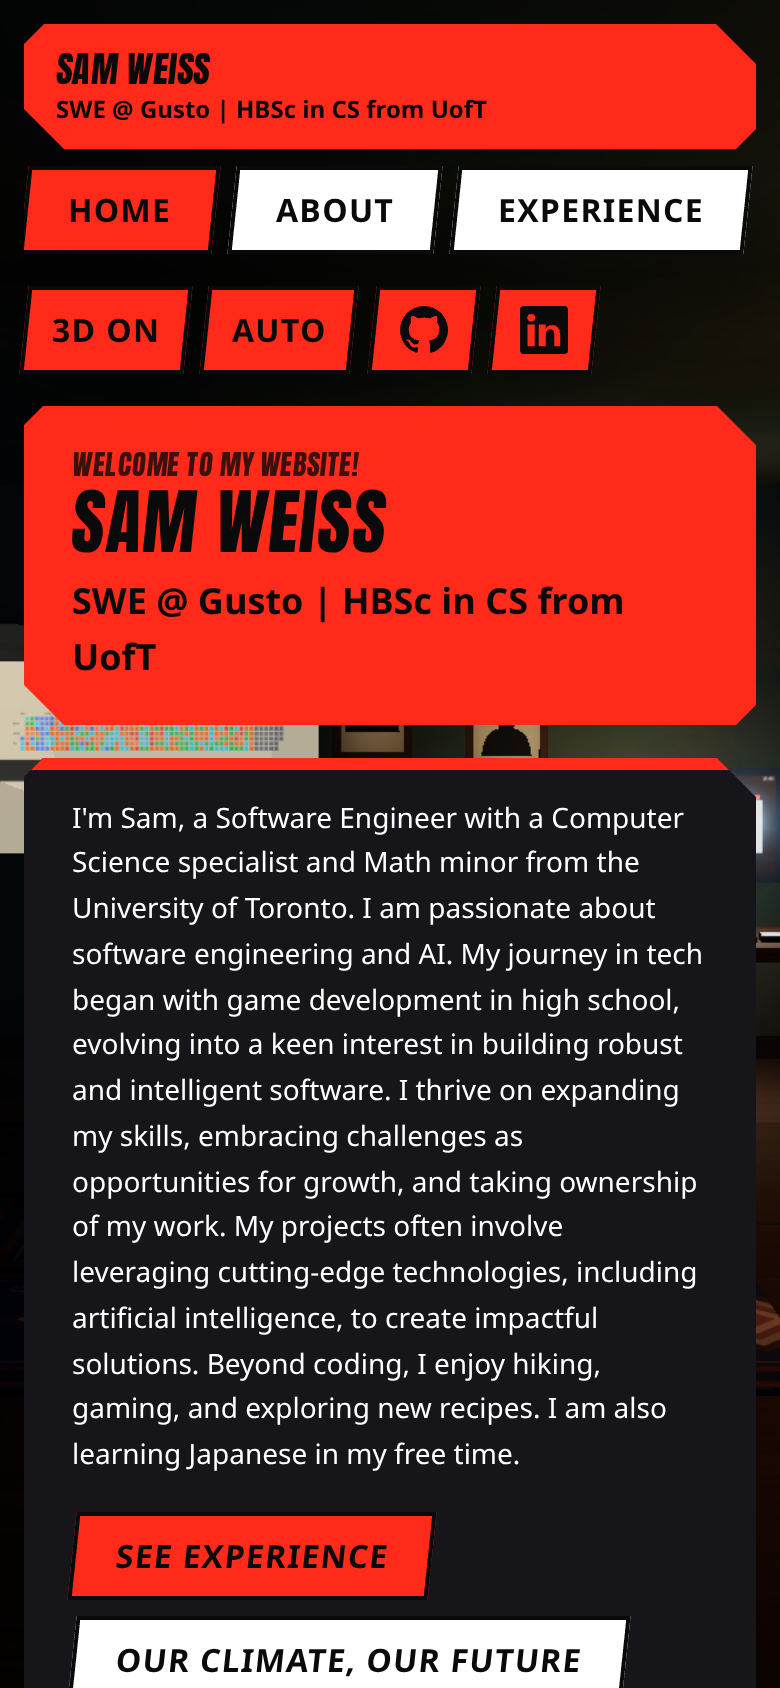 SAM WEISS
SWE @ Gusto | HBSc in CS from UofT
HOME ABOUT EXPERIENCE
3D ON AUTO in
WELCOME TO MY WEBSITE!
SAM WEISS
SWE @ Gusto | HBSc in CS from
UofT
I'm Sam, a Software Engineer with a Computer
Science specialist and Math minor from the
University of Toronto. I am passionate about
software engineering and AI. My journey in tech
began with game development in high school,
evolving into a keen interest in building robust
and intelligent software. I thrive on expanding
my skills, embracing challenges as
opportunities for growth, and taking ownership
of my work. My projects often involve
leveraging cutting-edge technologies, including
artificial intelligence, to create impactful
solutions. Beyond coding, I enjoy hiking,
gaming, and exploring new recipes. I am also
learning Japanese in my free time.
SEE EXPERIENCE
OUR CLIMATE, OUR FUTURE